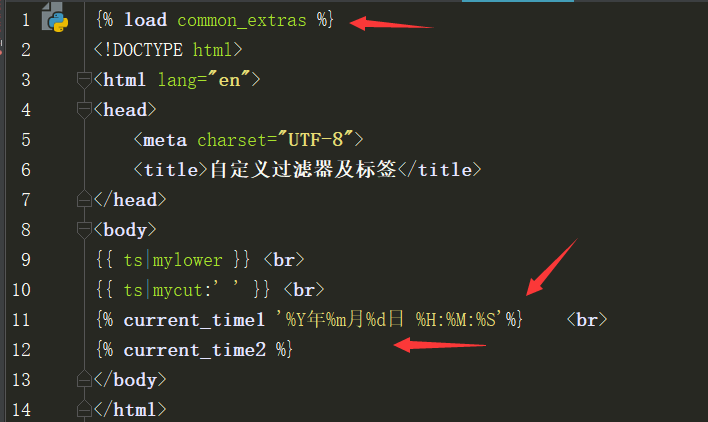 1 {% load common_extras %}
2 <!DOCTYPE html>
3 <html lang="en">
4 <head>
5     <meta charset="UTF-8">
6     <title>自定义过滤器及标签</title>
7 </head>
8 <body>
9 {{ ts|mylower }} <br>
10 {{ ts|mycut:' ' }} <br>
11 {% current_time1 '%Y年%m月%d日 %H:%M:%S'%}    <br>
12 {% current_time2 %}
13 </body>
14 </html>